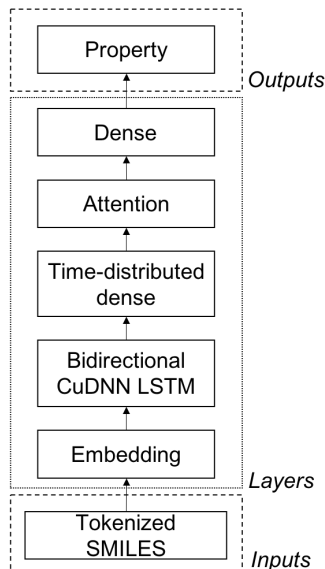 Property
Outputs
Dense
Attention
Time-distributed
dense
Bidirectional
CuDNN LSTM
Embedding
Layers
Tokenized
SMILES
Inputs